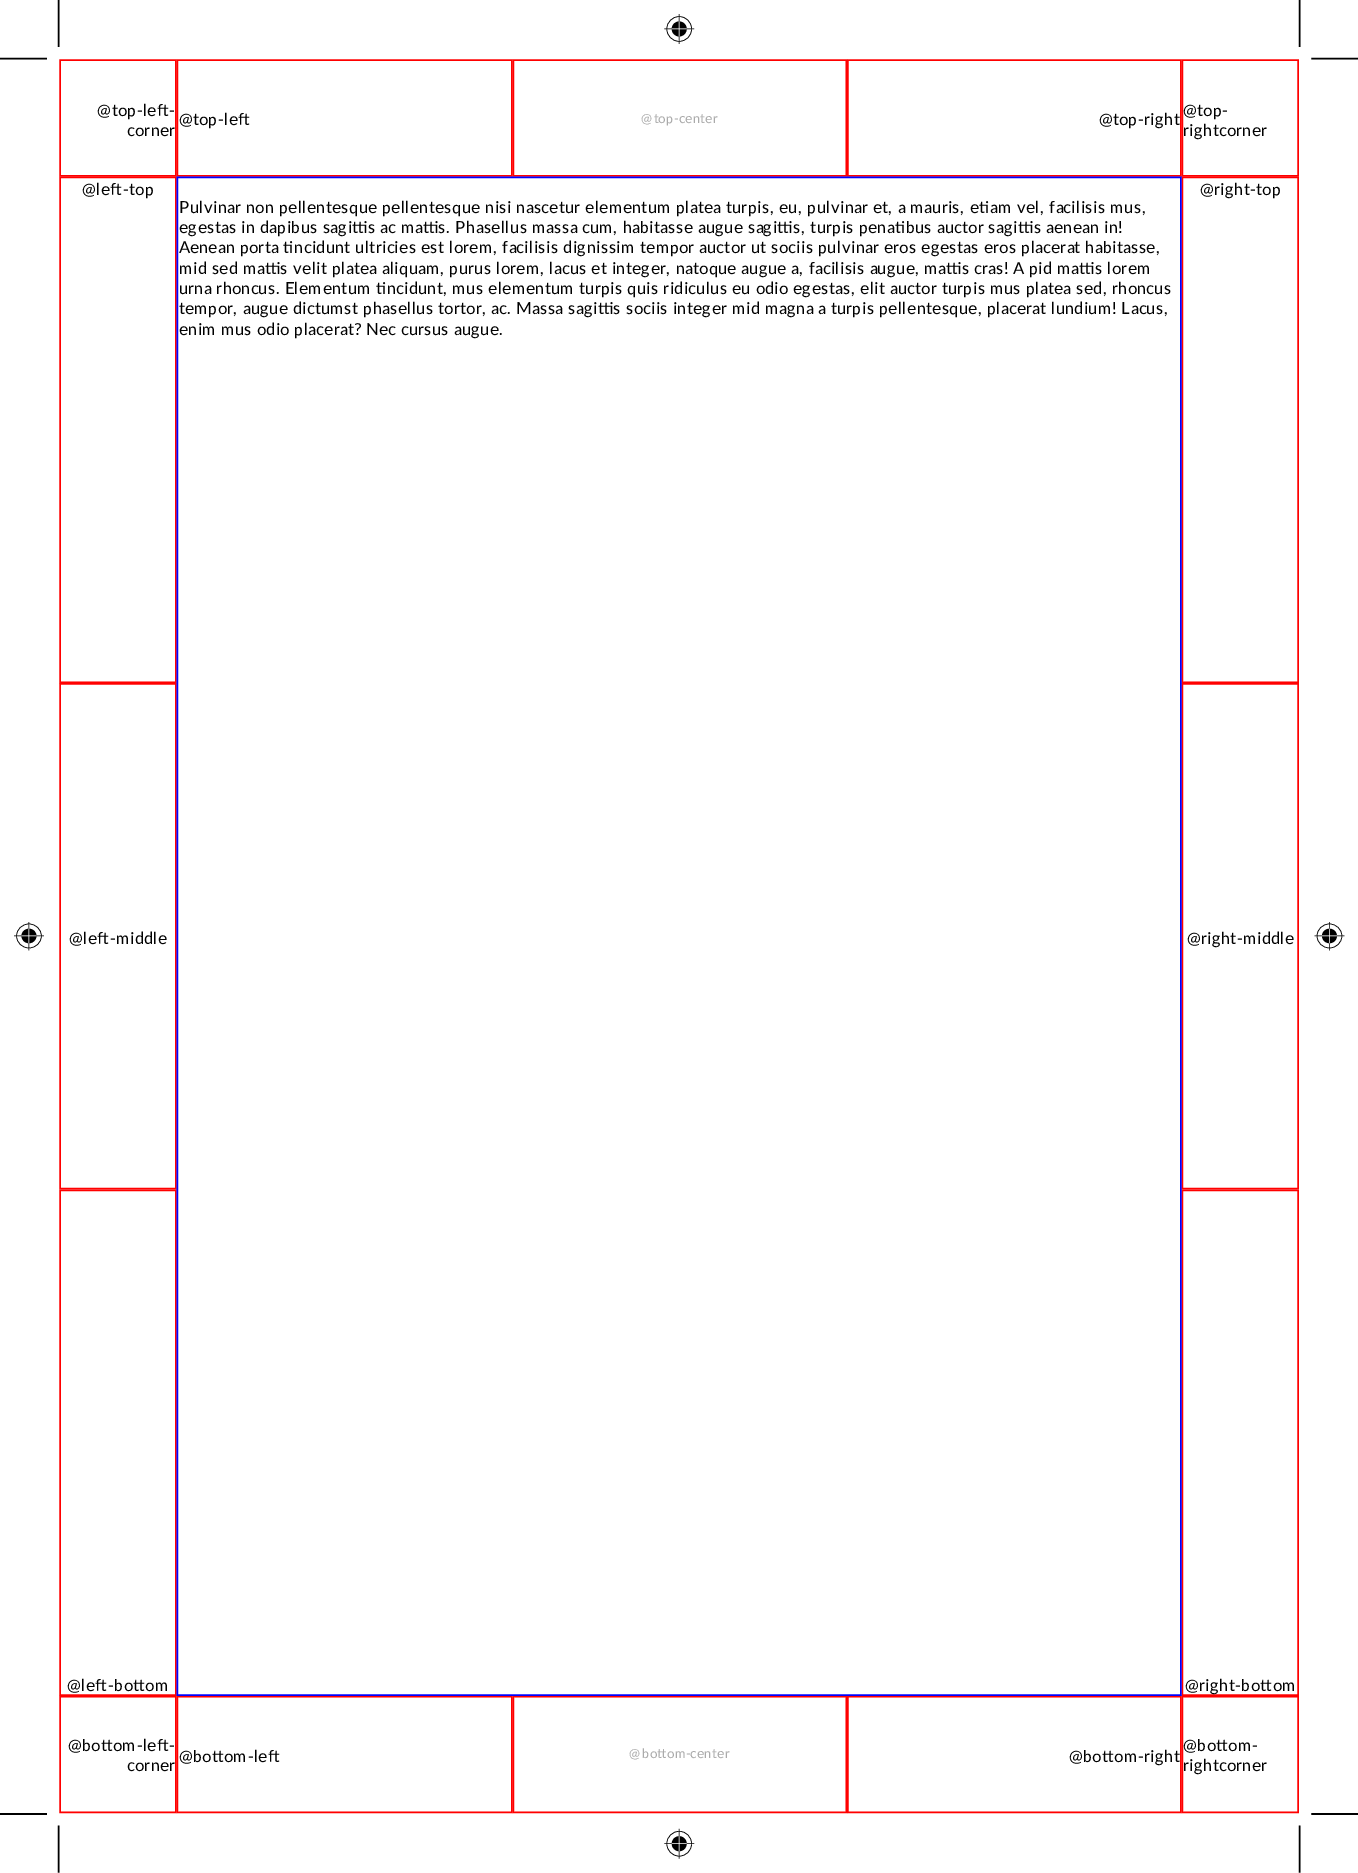 @top-left-
corner
@top-left
@top-center
@top-right
@top-
rightcorner
@left-top
@right-top
Pulvinar non pellentesque pellentesque nisi nascetur elementum platea turpis, eu, pulvinar et, a mauris, etiam vel, facilisis mus,
egestas in dapibus sagittis ac mattis. Phasellus massa cum, habitasse augue sagittis, turpis penatibus auctor sagittis aenean in!
Aenean porta tincidunt ultricies est lorem, facilisis dignissim tempor auctor ut sociis pulvinar eros egestas eros placerat habitasse,
mid sed mattis velit platea aliquam, purus lorem, lacus et integer, natoque augue a, facilisis augue, mattis cras! A pid mattis lorem
urna rhoncus. Elementum tincidunt, mus elementum turpis quis ridiculus eu odio egestas, elit auctor turpis mus platea sed, rhoncus
tempor, augue dictumst phasellus tortor, ac. Massa sagittis sociis integer mid magna a turpis pellentesque, placerat lundium! Lacus,
enim mus odio placerat? Nec cursus augue.
@left-middle
@right-middle
@left-bottom
@right-bottom
@bottom-left-
corner
@bottom-left
@bottom-center
@bottom-right
@bottom-
rightcorner